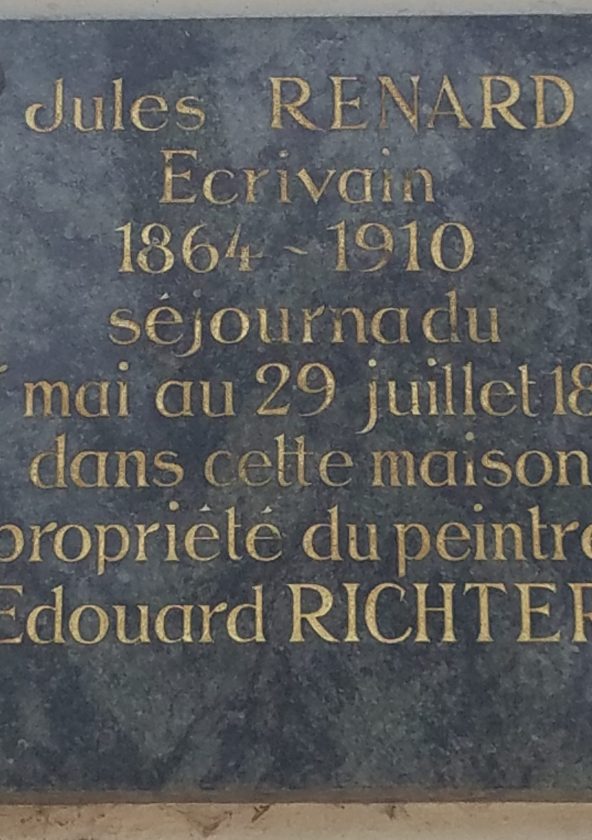 Jules RENARD
Ecrivain
1864 ~ 1910
séjourna du
mai au 29 juillet 18
dans cette maison
propriété du peintre
Edouard RICHTER